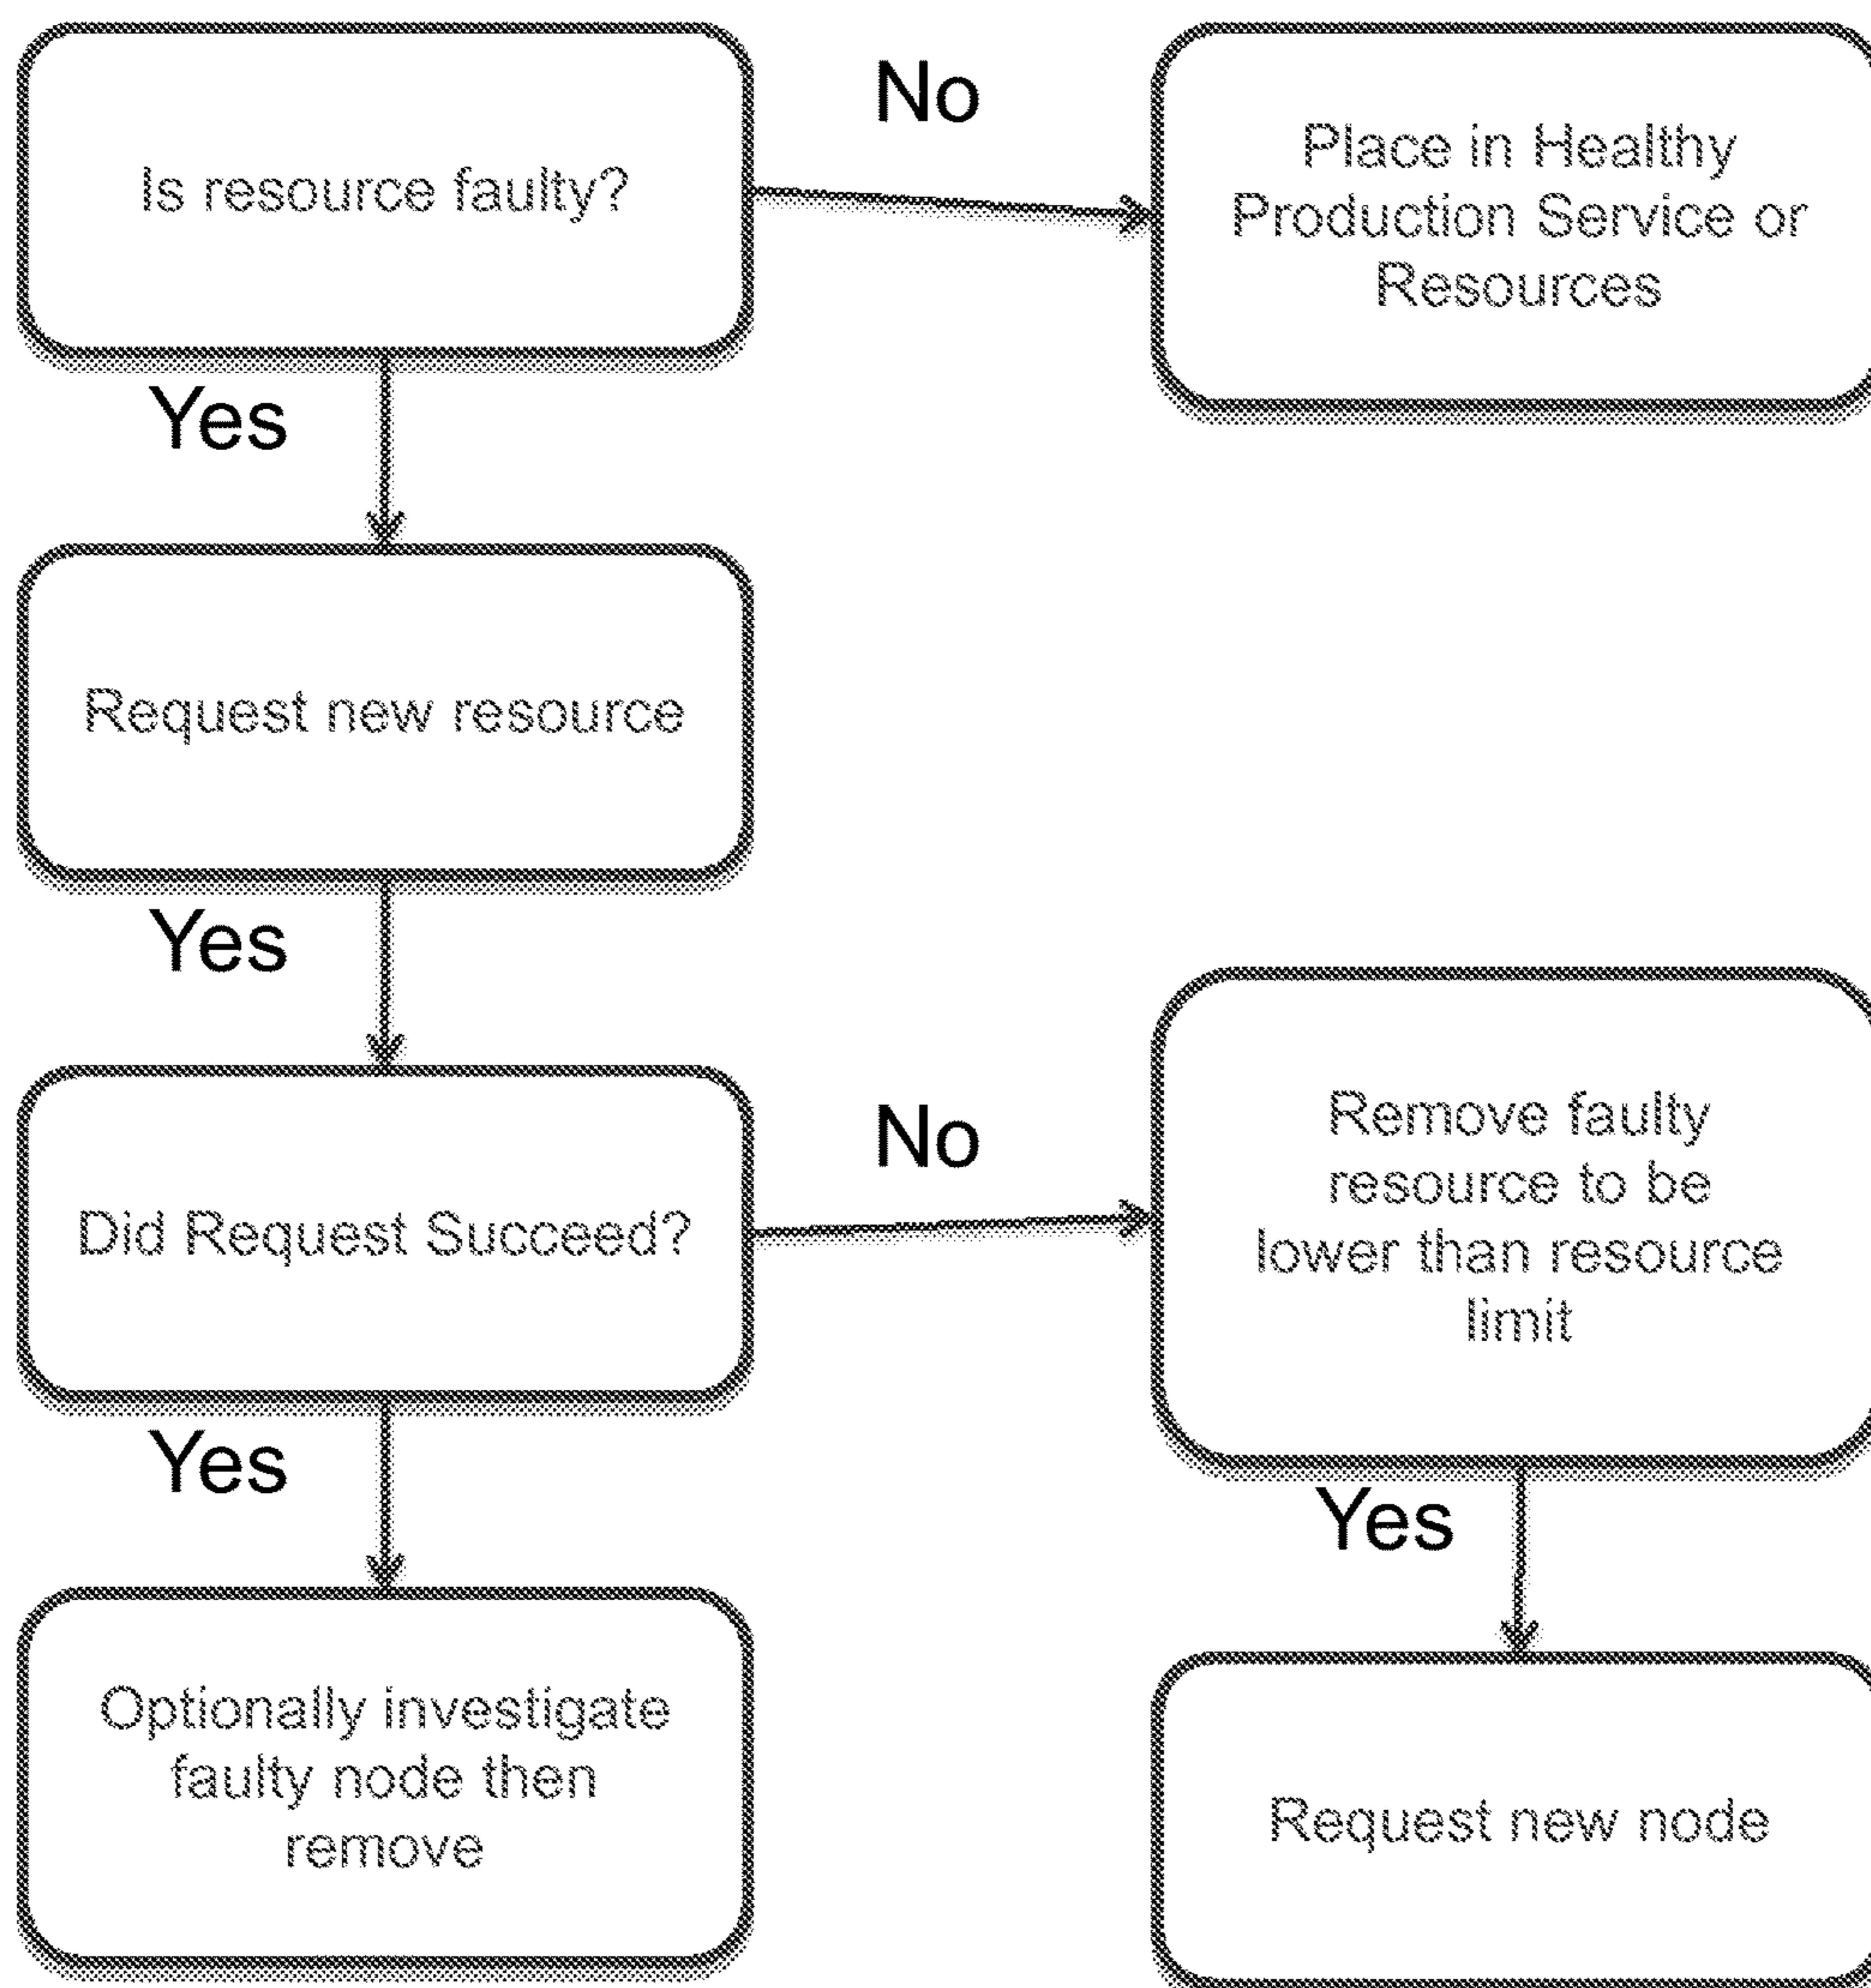 Is resource faulty?
No
Place in Healthy
Production Service or
Resources
Yes
Request new resource
Yes
Did Request Succeed?
No
Remove faulty
resource to be
lower than resource
limit
Yes
Yes
Optionally investigate
faulty node then
remove
Request new node